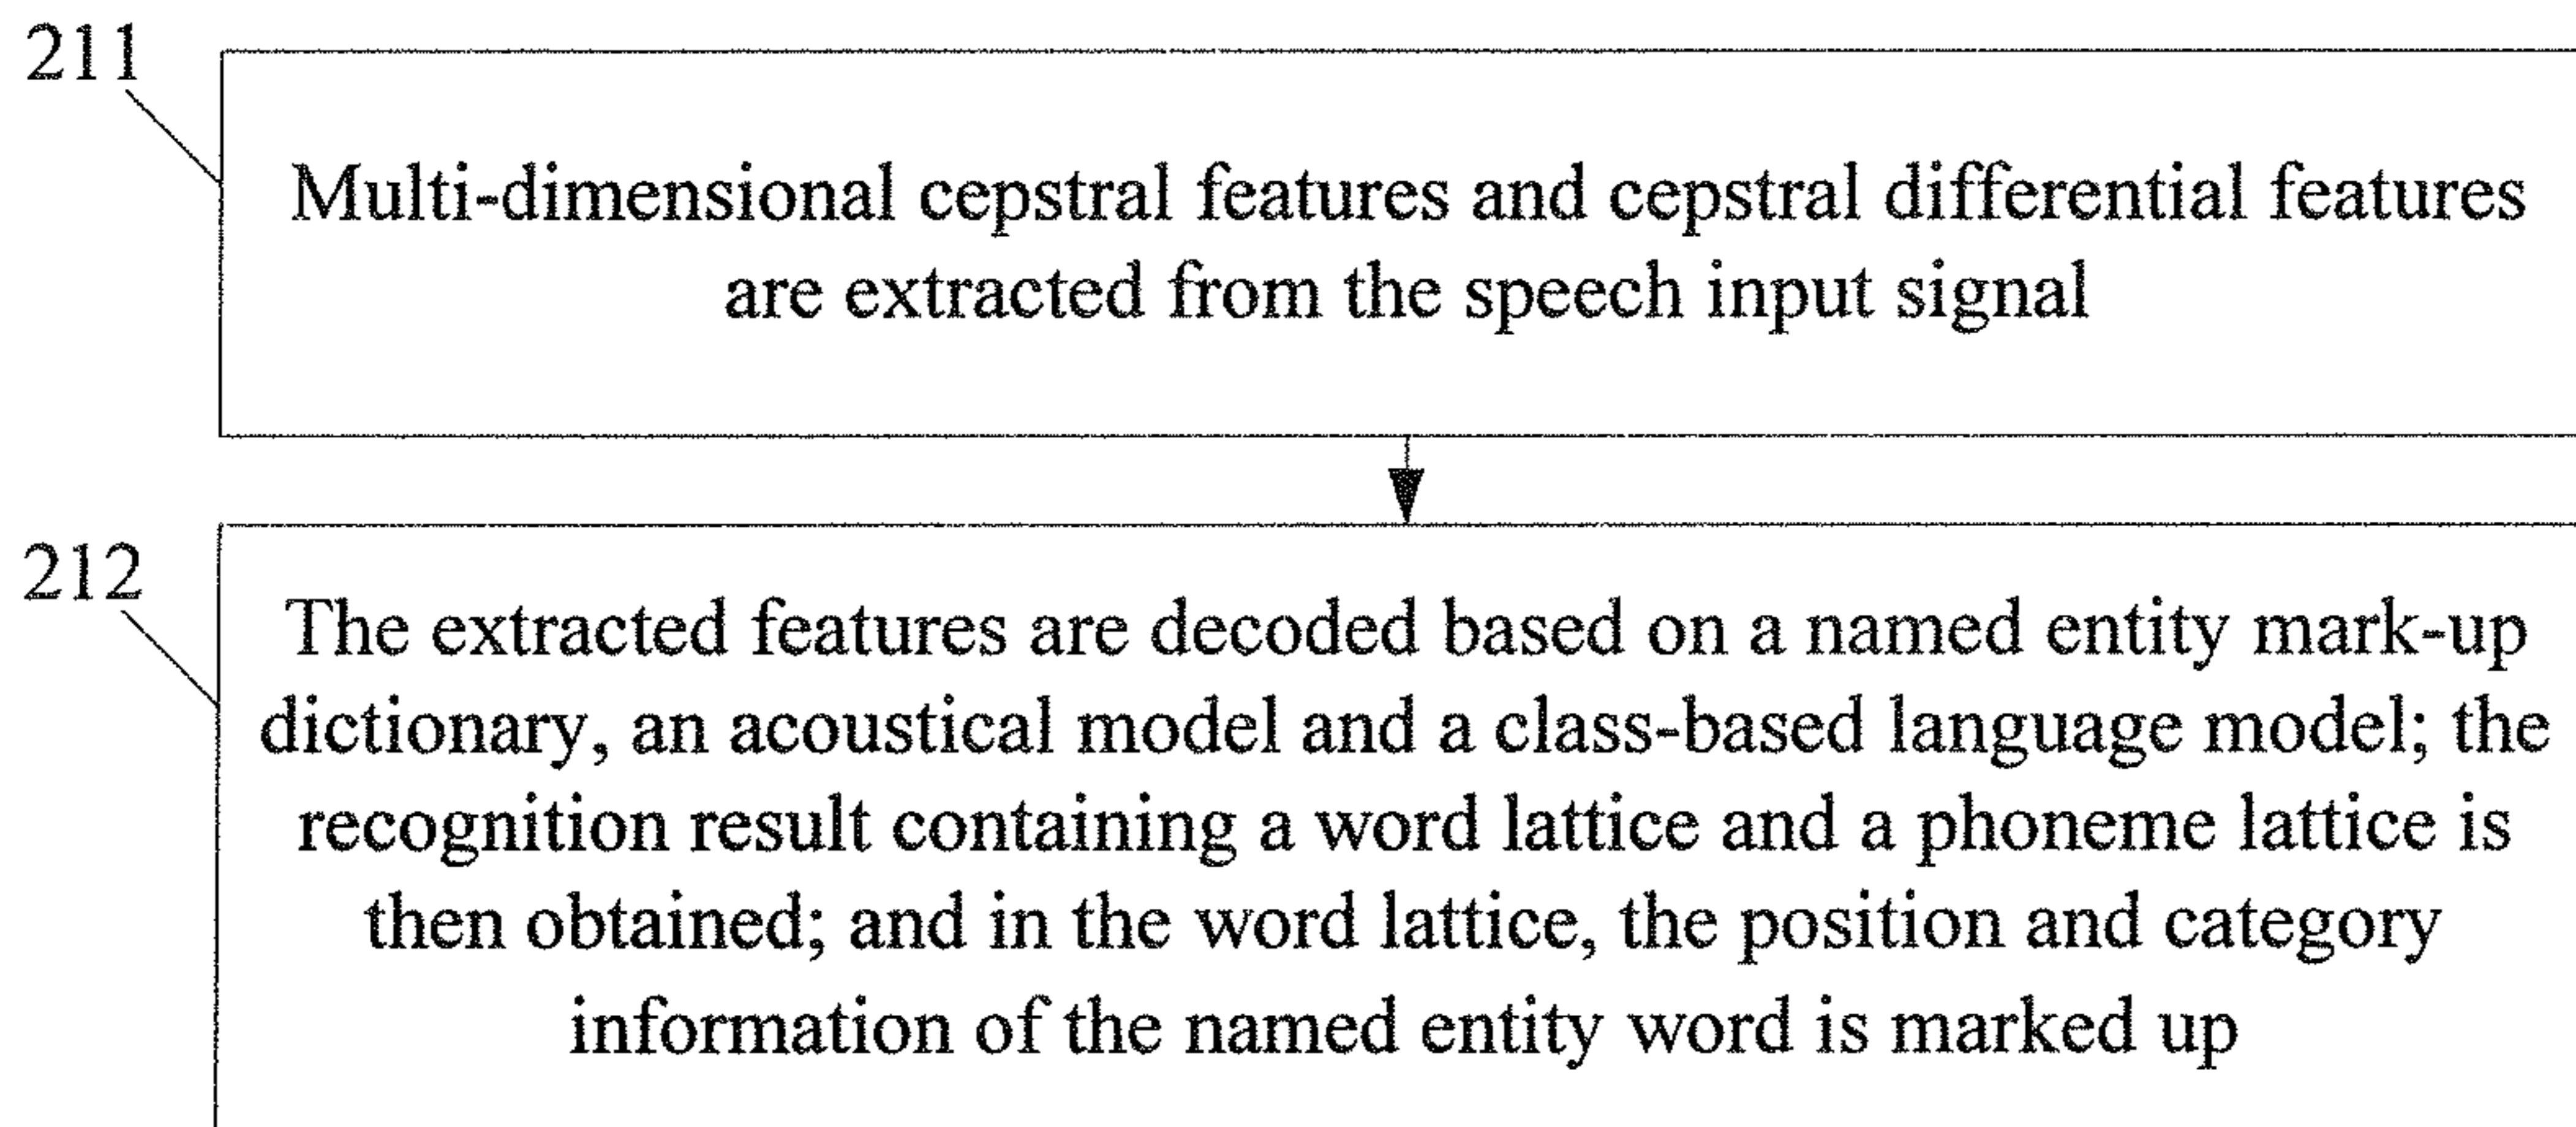 211
Multi-dimensional cepstral features and cepstral differential features
are extracted from the speech input signal
212
The extracted features are decoded based on a named entity mark-up
dictionary, an acoustical model and a class-based language model; the
recognition result containing a word lattice and a phoneme lattice is
then obtained; and in the word lattice, the position and category
information of the named entity word is marked up